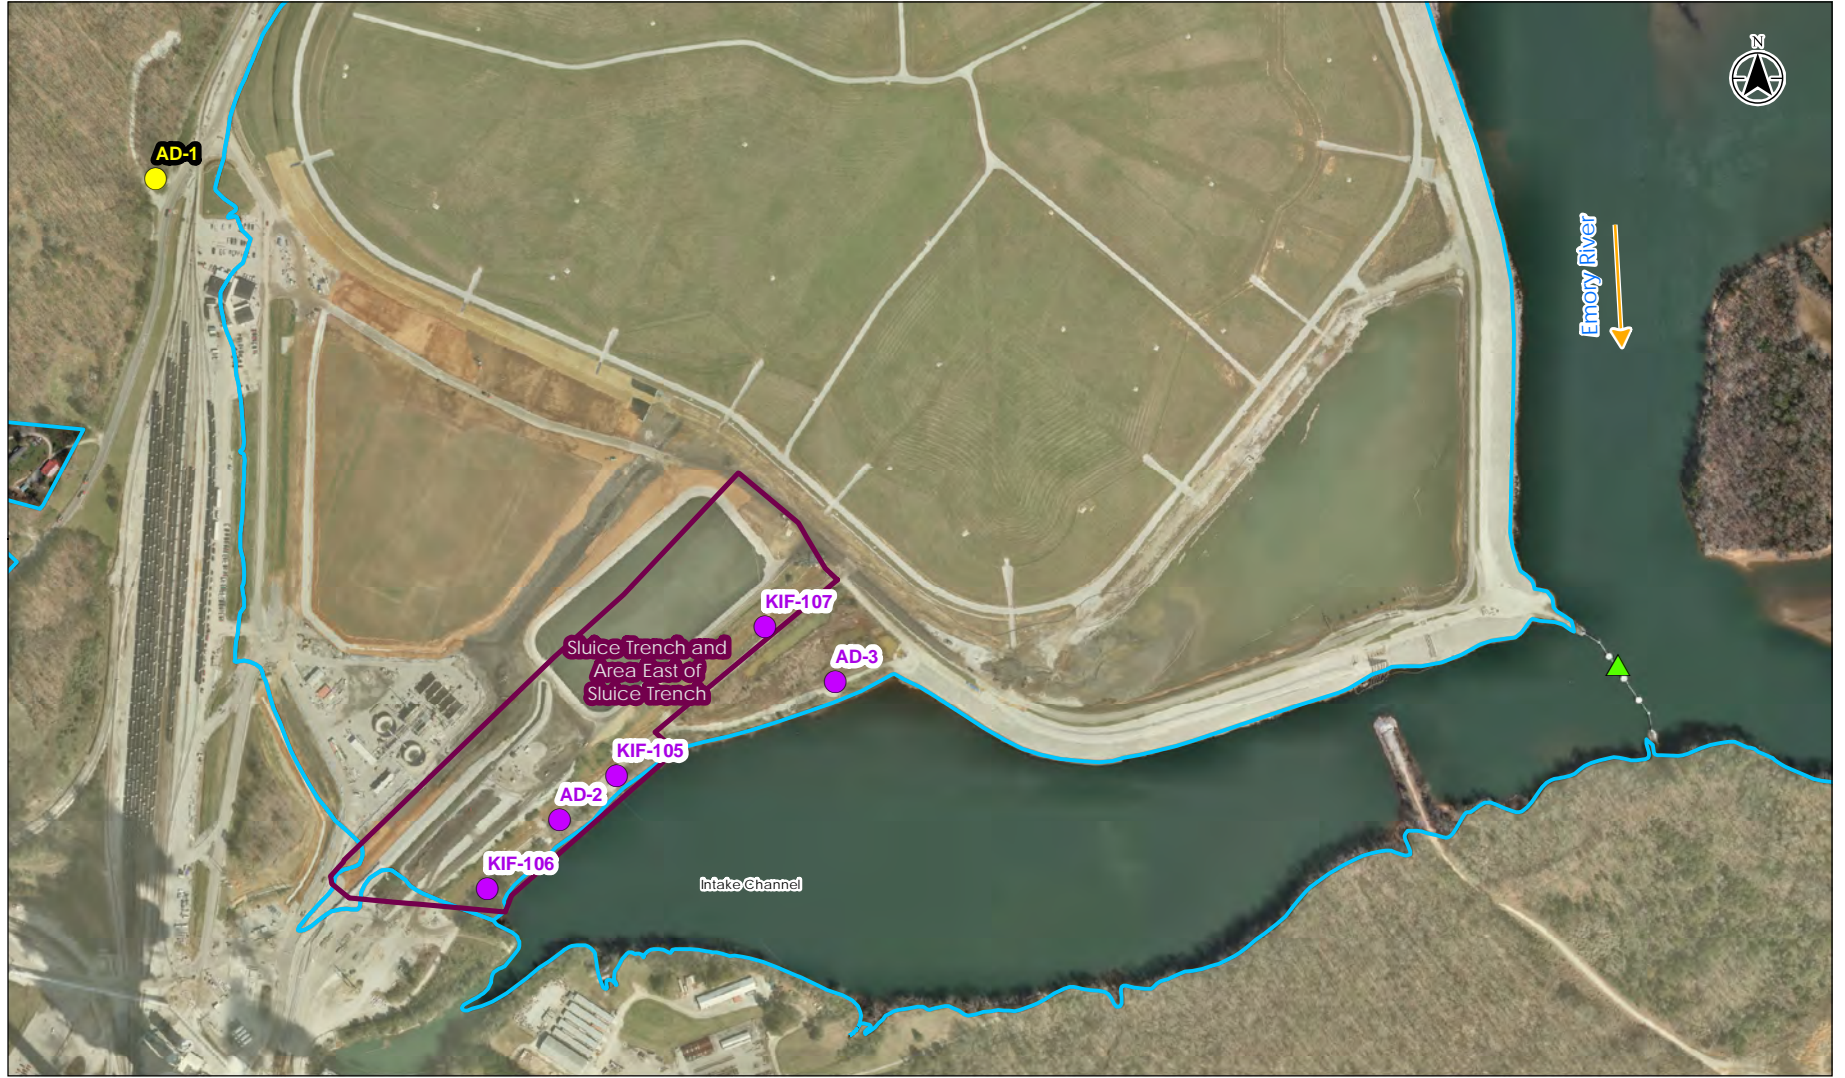 N
AD-1
Emory River
KIF-107
Sluice Trench and
Area East of
Sluice Trench
AD-3
KIF-105
AD-2
KIF-106
Intake Channel